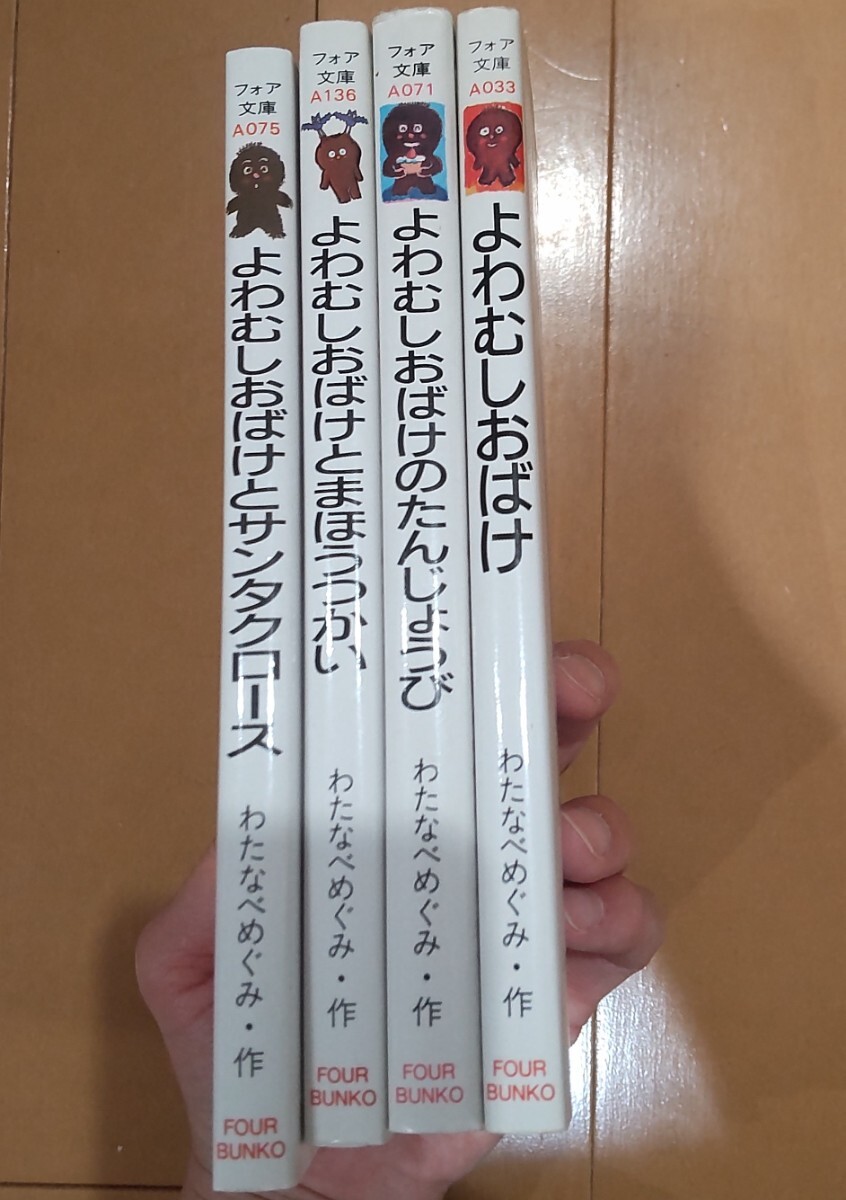 フォア
文庫
A075
よわむしおばけとサンタクロース
わたなべめぐみ・作
FOUR
BUNKO
フォア
文庫
A136
よわむしおばけとまほうつかい
わたなべめぐみ・作
FOUR
BUNKO
フォア
文庫
A071
よわむしおばけのたんじょうび
わたなべめぐみ・作
FOUR
BUNKO
フォア
文庫
A033
よわむしおばけ
わたなべめぐみ・作
FOUR
BUNKO